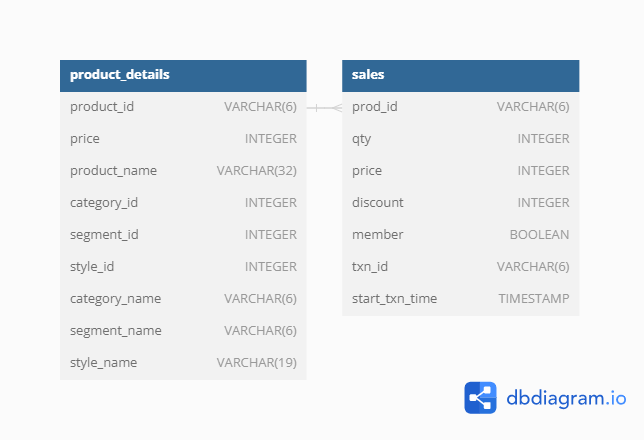 product_details
product_id VARCHAR(6)
price INTEGER
product_name VARCHAR(32)
category_id INTEGER
segment_id INTEGER
style_id INTEGER
category_name VARCHAR(6)
segment_name VARCHAR(6)
style_name VARCHAR(19)
sales
prod_id VARCHAR(6)
qty INTEGER
price INTEGER
discount INTEGER
member BOOLEAN
txn_id VARCHAR(6)
start_txn_time TIMESTAMP
dbdiagram.io